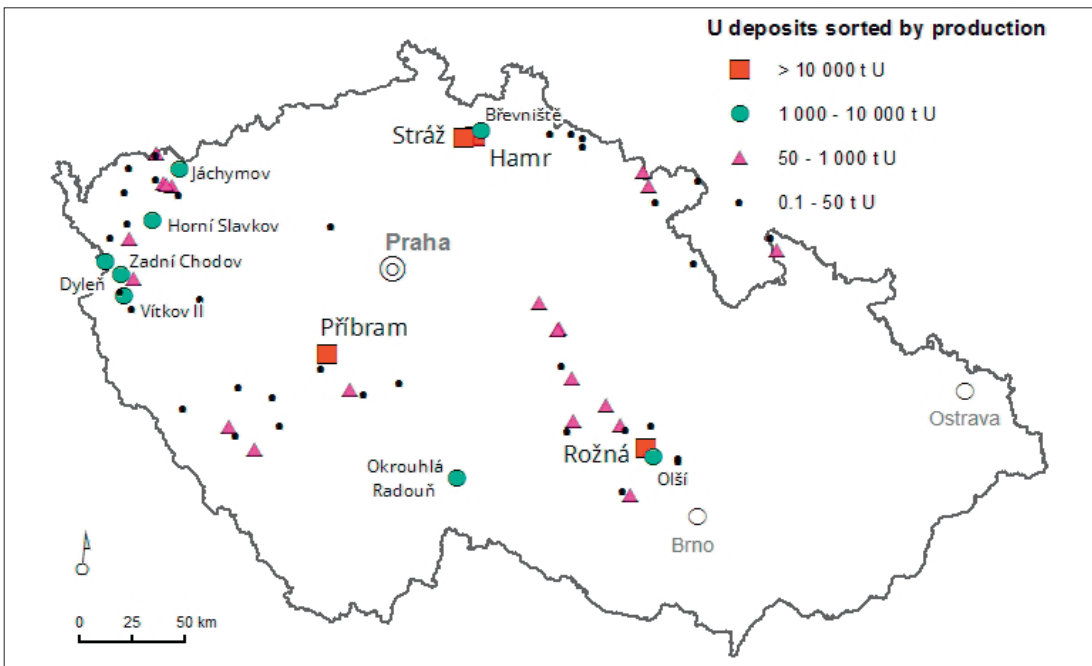 U deposits sorted by production
> 10 000 t U
1 000 - 10 000 t U
50 - 1 000 t U
0.1 - 50 t U
Břevniště
Stráž
Hamr
Jáchymov
Horní Slavkov
Praha
Zadní Chodov
Dyleň
Vítkov II
Příbram
Ostrava
Rožná
Okrouhlá
Radouň
Olší
Brno
0 25 50 km